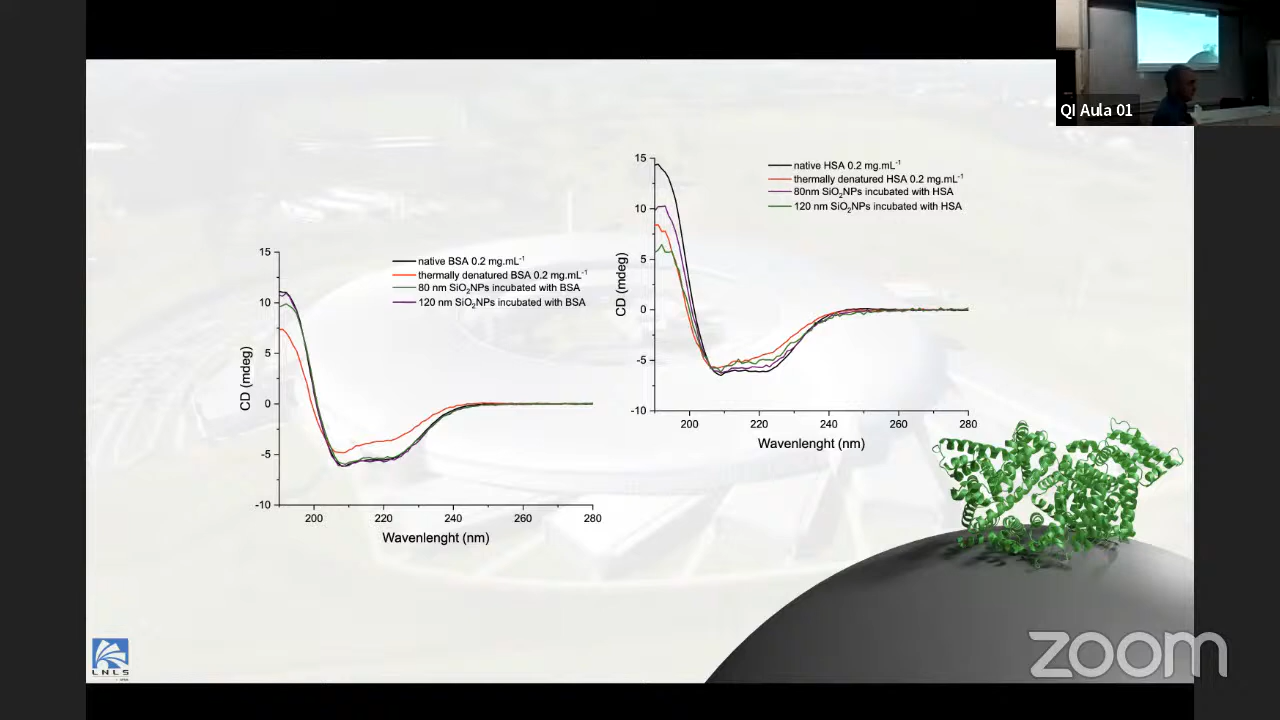 QI Aula 01
native HSA 0.2 mg.mL⁻¹
thermally denatured HSA 0.2 mg.mL⁻¹
80nm SiO₂NPs incubated with HSA
120 nm SiO₂NPs incubated with HSA
15
10
5
0
-5
-10
CD (mdeg)
200 220 240 260 280
Wavenlenght (nm)
native BSA 0.2 mg.mL⁻¹
thermally denatured BSA 0.2 mg.mL⁻¹
80 nm SiO₂NPs incubated with BSA
120 nm SiO₂NPs incubated with BSA
15
10
5
0
-5
-10
CD (mdeg)
200 220 240 260 280
Wavenlenght (nm)
LNLS
zoom